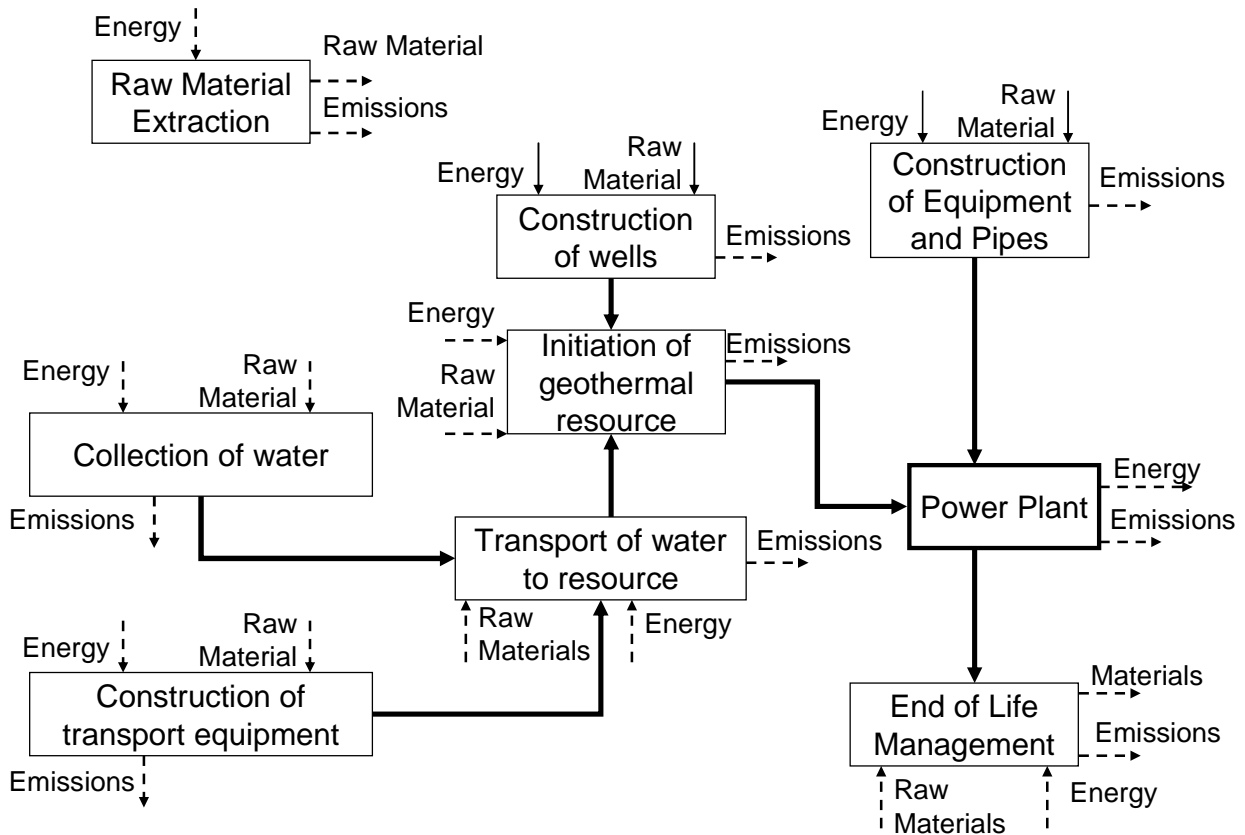 Energy
Raw Material
Raw Material
Extraction
Emissions
Energy
Raw
Material
Construction
of Equipment
and Pipes
Emissions
Energy
Raw
Material
Construction
of wells
Emissions
Energy
Raw
Material
Initiation of
geothermal
resource
Emissions
Energy
Raw
Material
Collection of water
Emissions
Power Plant
Energy
Emissions
Transport of water
to resource
Emissions
Raw
Materials
Energy
Energy
Raw
Material
Construction of
transport equipment
Emissions
End of Life
Management
Materials
Emissions
Raw
Materials
Energy